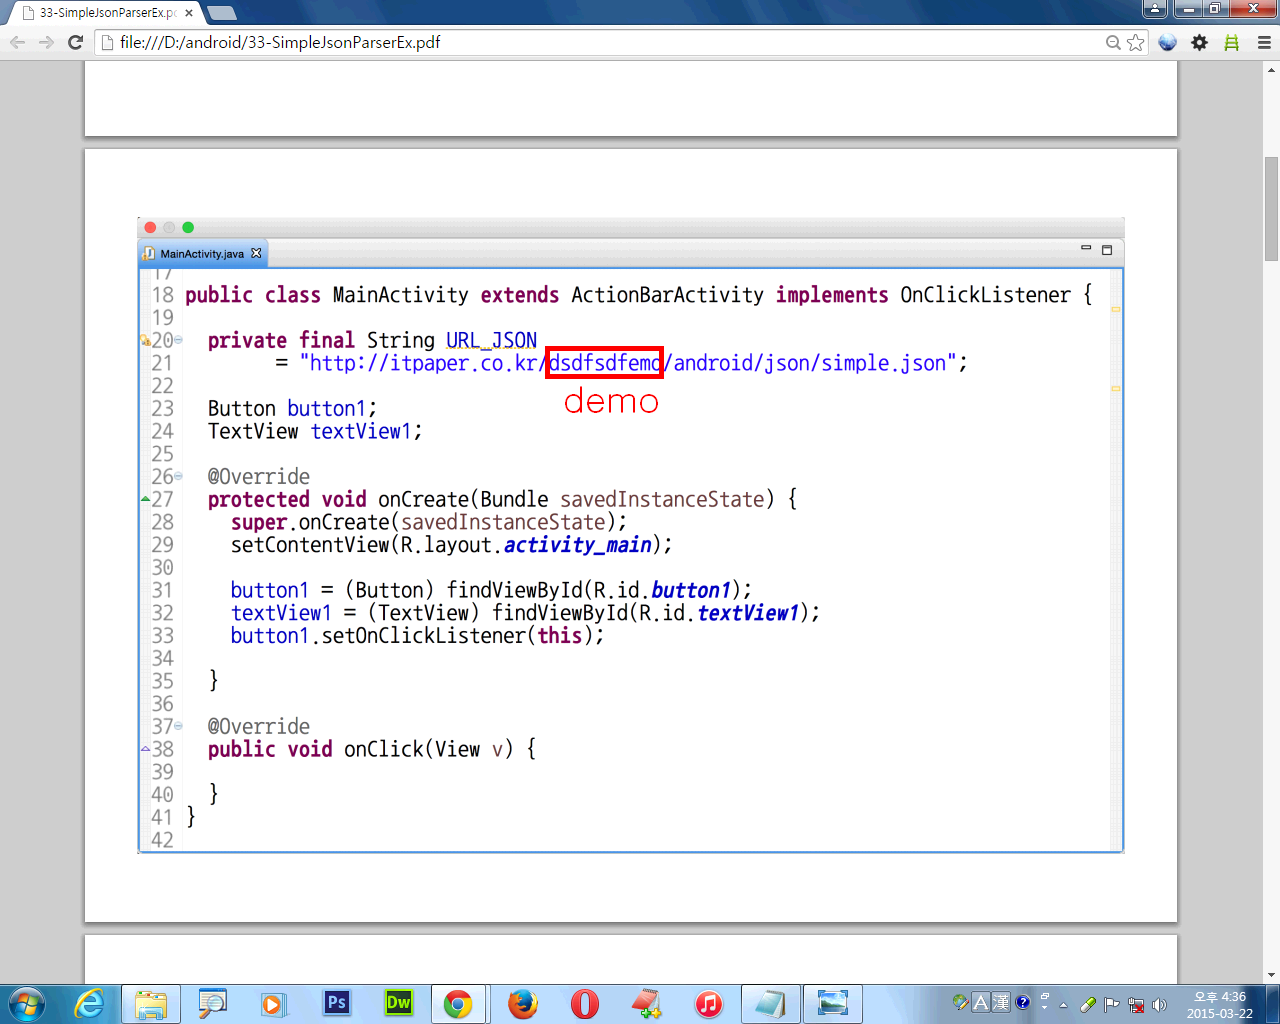 33-SimpleJsonParserEx.pd
file:///D:/android/33-SimpleJsonParserEx.pdf
MainActivity.java
17
18 public class MainActivity extends ActionBarActivity implements OnClickListener {
19
20 private final String URL_JSON
21 = "http://itpaper.co.kr/dsdfsdfemo/android/json/simple.json";
demo
22
23 Button button1;
24 TextView textView1;
25
26 @Override
27 protected void onCreate(Bundle savedInstanceState) {
28 super.onCreate(savedInstanceState);
29 setContentView(R.layout.activity_main);
30
31 button1 = (Button) findViewById(R.id.button1);
32 textView1 = (TextView) findViewById(R.id.textView1);
33 button1.setOnClickListener(this);
34
35 }
36
37 @Override
38 public void onClick(View v) {
39
40 }
41 }
42
Ps
Dw
A 漢
오후 4:36
2015-03-22